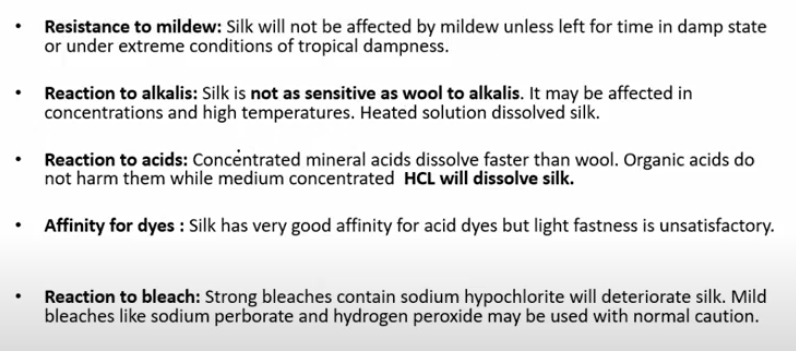 • Resistance to mildew: Silk will not be affected by mildew unless left for time in damp state
or under extreme conditions of tropical dampness.
• Reaction to alkalis: Silk is not as sensitive as wool to alkalis. It may be affected in
concentrations and high temperatures. Heated solution dissolved silk.
• Reaction to acids: Concentrated mineral acids dissolve faster than wool. Organic acids do
not harm them while medium concentrated HCL will dissolve silk.
• Affinity for dyes : Silk has very good affinity for acid dyes but light fastness is unsatisfactory.
• Reaction to bleach: Strong bleaches contain sodium hypochlorite will deteriorate silk. Mild
bleaches like sodium perborate and hydrogen peroxide may be used with normal caution.